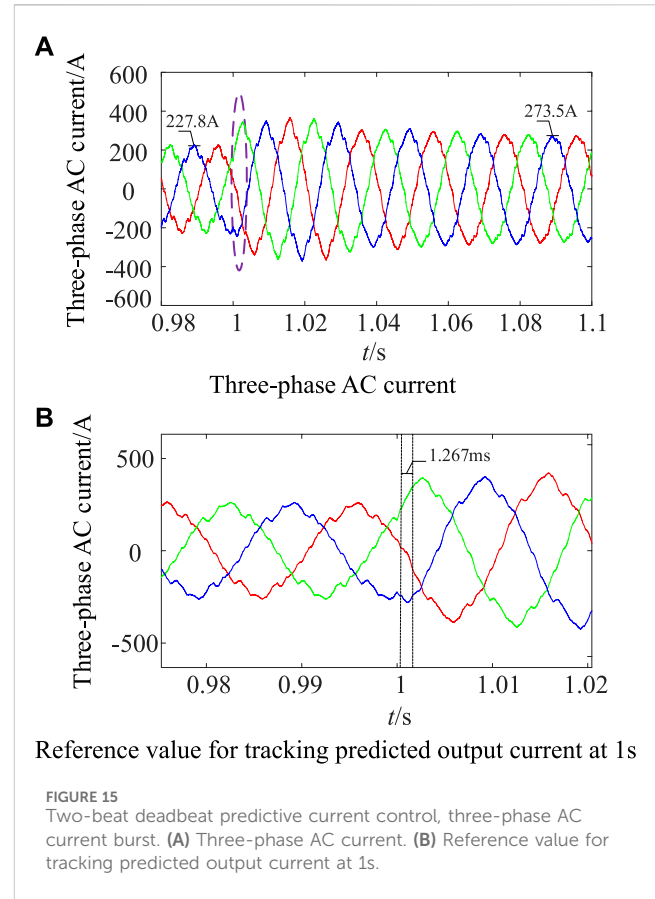 A
Three-phase AC current/A
600
400
200
0
-200
-400
-600
227.8A
273.5A
0.98 1 1.02 1.04 1.06 1.08 1.1
t/s
Three-phase AC current
B
Three-phase AC current/A
500
0
-500
1.267ms
0.98 0.99 1 1.01 1.02
t/s
Reference value for tracking predicted output current at 1s
FIGURE 15
Two-beat deadbeat predictive current control, three-phase AC
current burst. (A) Three-phase AC current. (B) Reference value for
tracking predicted output current at 1s.